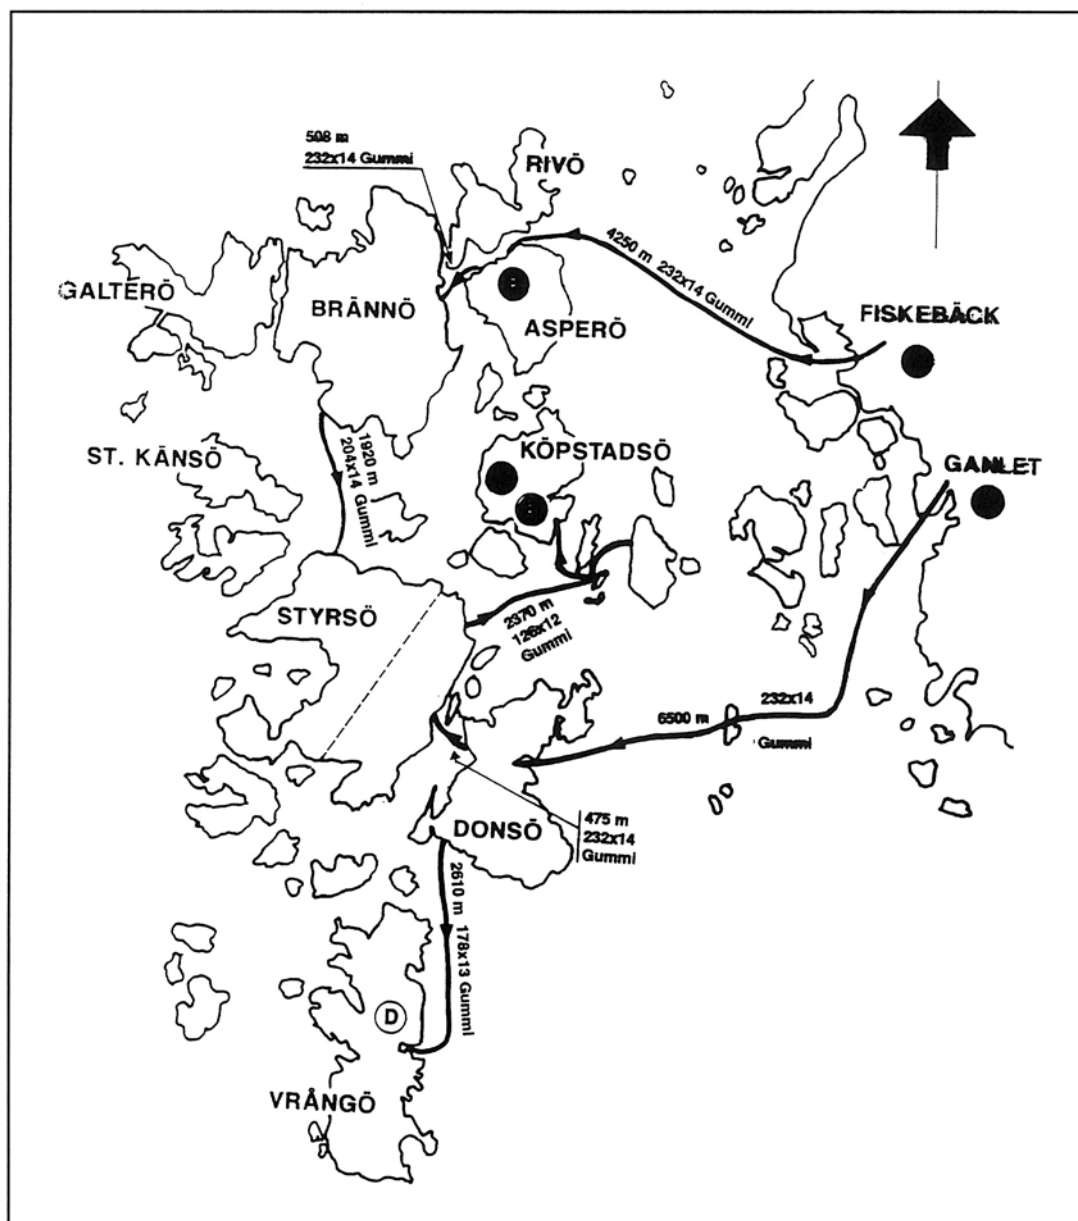 508 m
232x14 Gummi
RIVÖ
4250 m 232x14 Gummi
GALTERÖ
BRÄNNÖ
ASPERÖ
FISKEBÄCK
ST. KÄNSÖ
1920 m
204x14 Gummi
KÖPSTADSÖ
GANLET
STYRSÖ
2370 m
126x12
Gummi
6500 m
232x14
Gummi
475 m
232x14
Gummi
DONSÖ
2610 m 178x13 Gummi
D
VRÅNGÖ